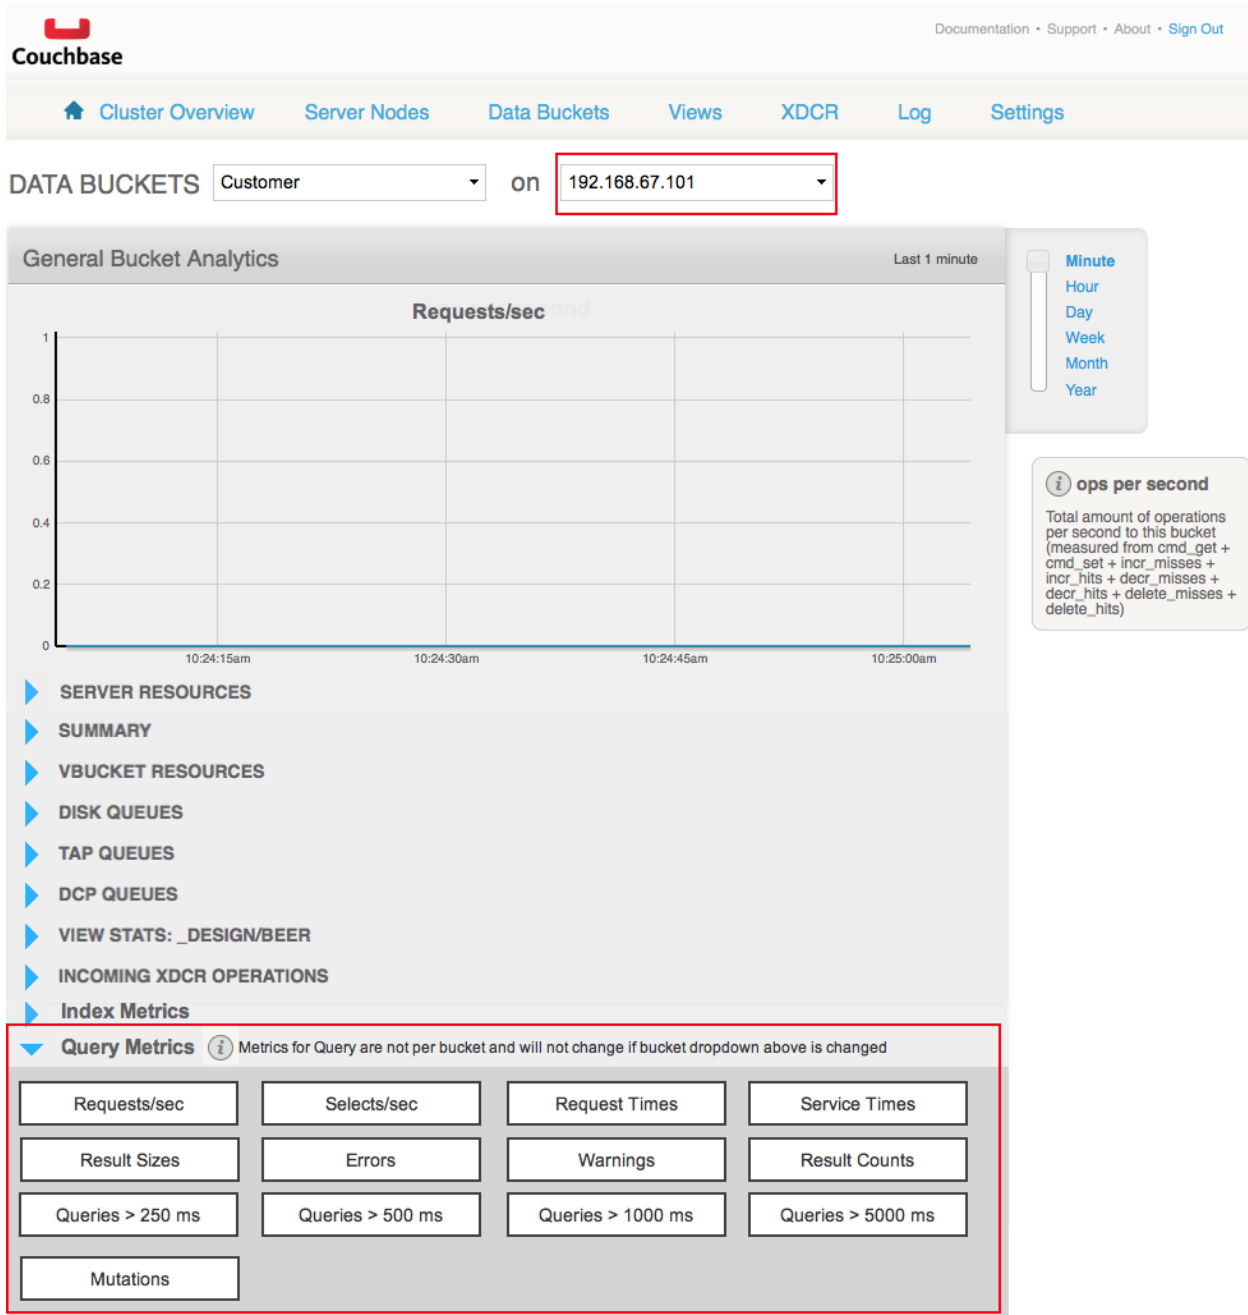 Couchbase
Documentation • Support • About • Sign Out
Cluster Overview Server Nodes Data Buckets Views XDCR Log Settings
DATA BUCKETS Customer on 192.168.67.101
General Bucket Analytics Last 1 minute
Requests/sec
1
0.8
0.6
0.4
0.2
0
10:24:15am 10:24:30am 10:24:45am 10:25:00am
Minute
Hour
Day
Week
Month
Year
i ops per second
Total amount of operations
per second to this bucket
(measured from cmd_get +
cmd_set + incr_misses +
incr_hits + decr_misses +
decr_hits + delete_misses +
delete_hits)
SERVER RESOURCES
SUMMARY
VBUCKET RESOURCES
DISK QUEUES
TAP QUEUES
DCP QUEUES
VIEW STATS: _DESIGN/BEER
INCOMING XDCR OPERATIONS
Index Metrics
Query Metrics i Metrics for Query are not per bucket and will not change if bucket dropdown above is changed
Requests/sec Selects/sec Request Times Service Times
Result Sizes Errors Warnings Result Counts
Queries > 250 ms Queries > 500 ms Queries > 1000 ms Queries > 5000 ms
Mutations